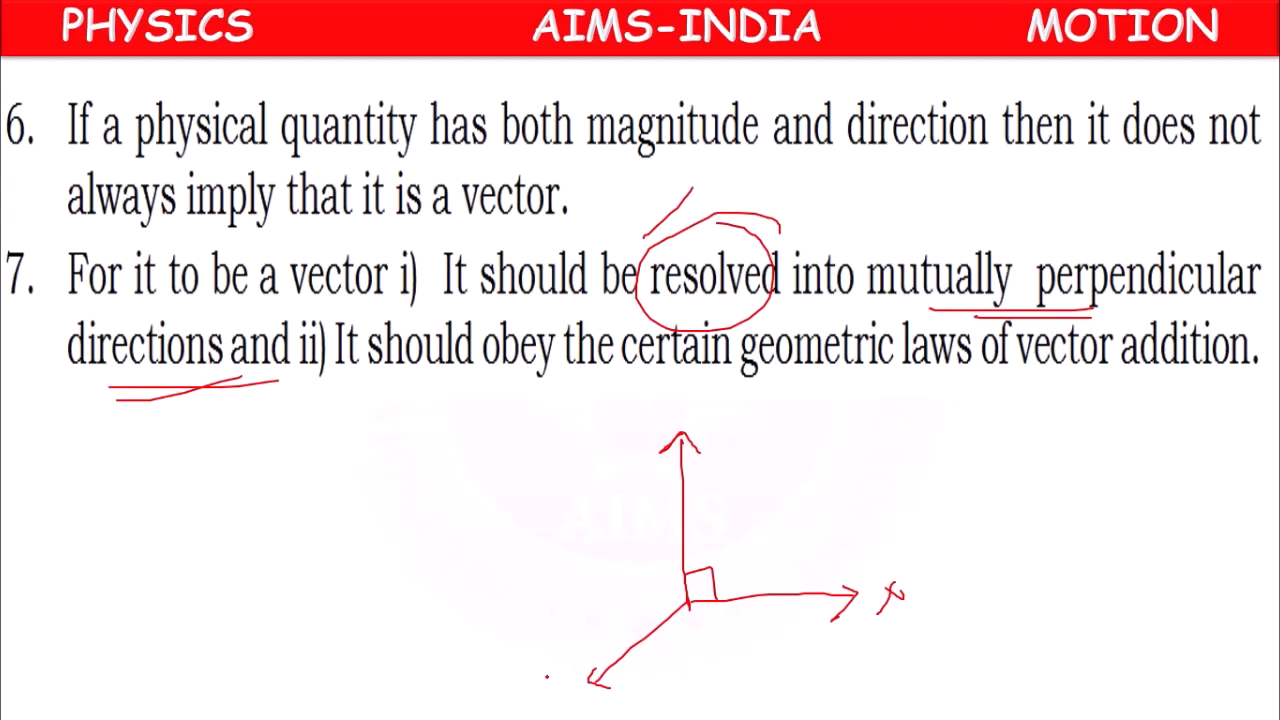 PHYSICS AIMS-INDIA MOTION
6. If a physical quantity has both magnitude and direction then it does not
always imply that it is a vector.
7. For it to be a vector i) It should be resolved into mutually perpendicular
directions and ii) It should obey the certain geometric laws of vector addition.
AIMS
x